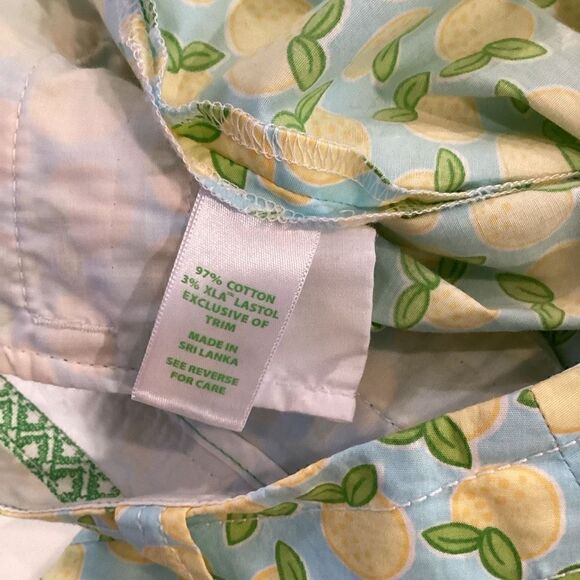 97% COTTON
3% XLA™ LASTOL
EXCLUSIVE OF
TRIM
MADE IN
SRI LANKA
SEE REVERSE
FOR CARE